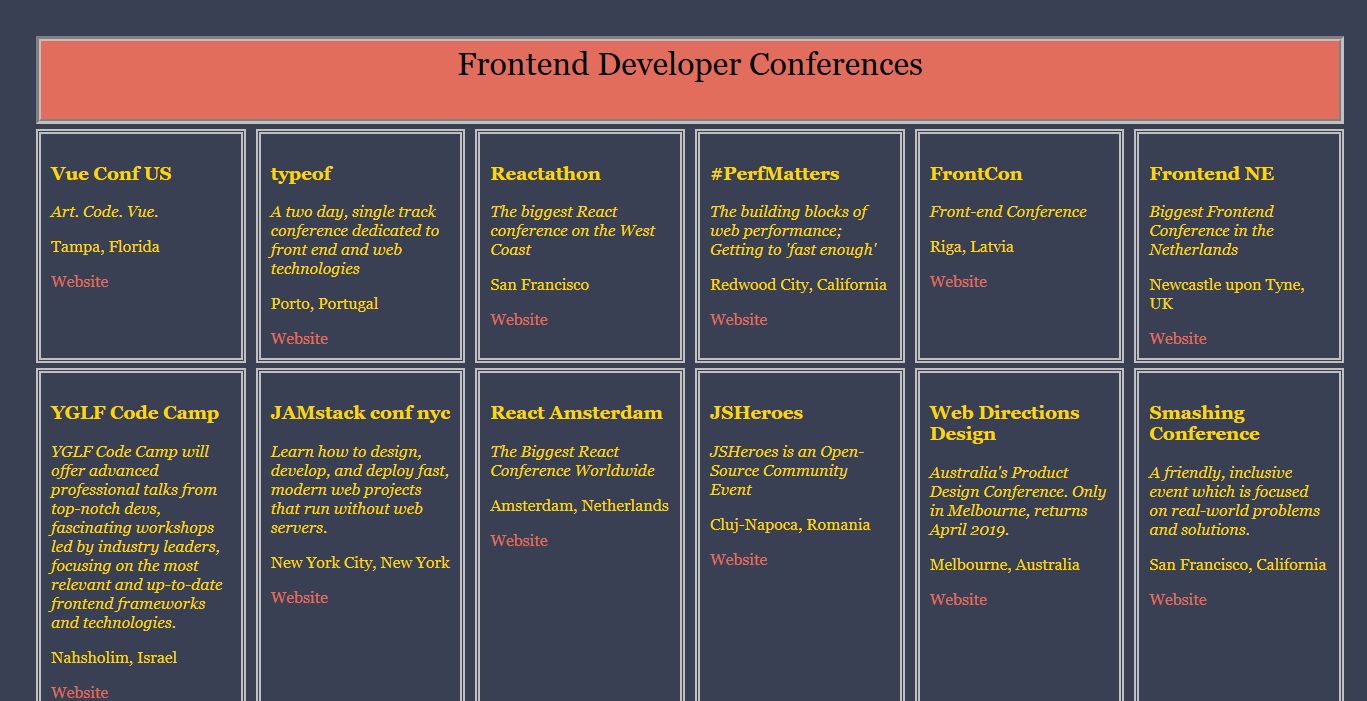 Frontend Developer Conferences
Vue Conf US
Art. Code. Vue.
Tampa, Florida
Website
typeof
A two day, single track
conference dedicated to
front end and web
technologies
Porto, Portugal
Website
Reactathon
The biggest React
conference on the West
Coast
San Francisco
Website
#PerfMatters
The building blocks of
web performance;
Getting to 'fast enough'
Redwood City, California
Website
FrontCon
Front-end Conference
Riga, Latvia
Website
Frontend NE
Biggest Frontend
Conference in the
Netherlands
Newcastle upon Tyne,
UK
Website
YGLF Code Camp
YGLF Code Camp will
offer advanced
professional talks from
top-notch devs,
fascinating workshops
led by industry leaders,
focusing on the most
relevant and up-to-date
frontend frameworks
and technologies.
Nahsholim, Israel
Website
JAMstack conf nyc
Learn how to design,
develop, and deploy fast,
modern web projects
that run without web
servers.
New York City, New York
Website
React Amsterdam
The Biggest React
Conference Worldwide
Amsterdam, Netherlands
Website
JSHeroes
JSHeroes is an Open-
Source Community
Event
Cluj-Napoca, Romania
Website
Web Directions
Design
Australia's Product
Design Conference. Only
in Melbourne, returns
April 2019.
Melbourne, Australia
Website
Smashing
Conference
A friendly, inclusive
event which is focused
on real-world problems
and solutions.
San Francisco, California
Website